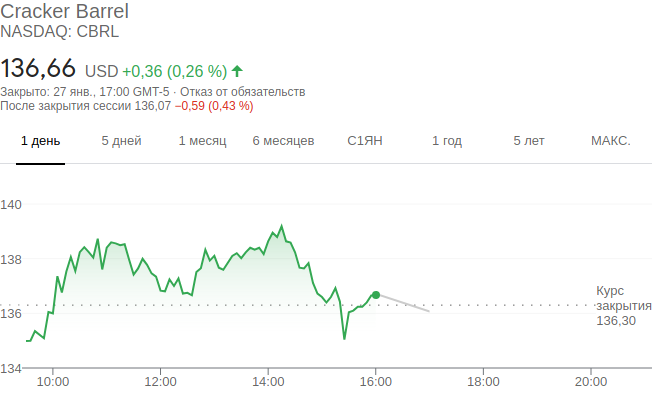 Cracker Barrel
NASDAQ: CBRL
136,66 USD +0,36 (0,26 %)
Закрыто: 27 янв., 17:00 GMT-5 · Отказ от обязательств
После закрытия сессии 136,07 −0,59 (0,43 %)
1 день 5 дней 1 месяц 6 месяцев С1ЯН 1 год 5 лет МАКС.
140
138
Курс
закрытия
136,30
136
134
10:00 12:00 14:00 16:00 18:00 20:00